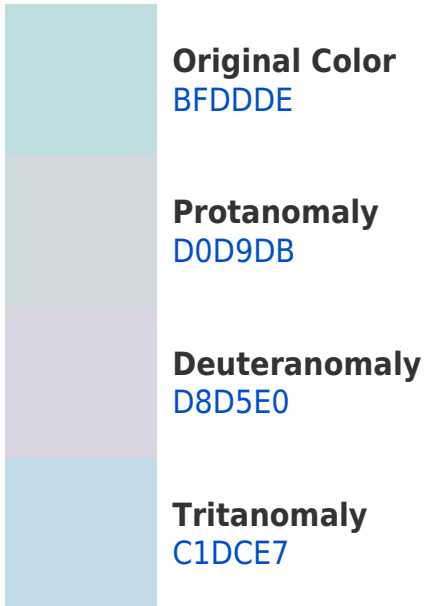 Original Color
BFDDDE
Protanomaly
D0D9DB
Deuteranomaly
D8D5E0
Tritanomaly
C1DCE7